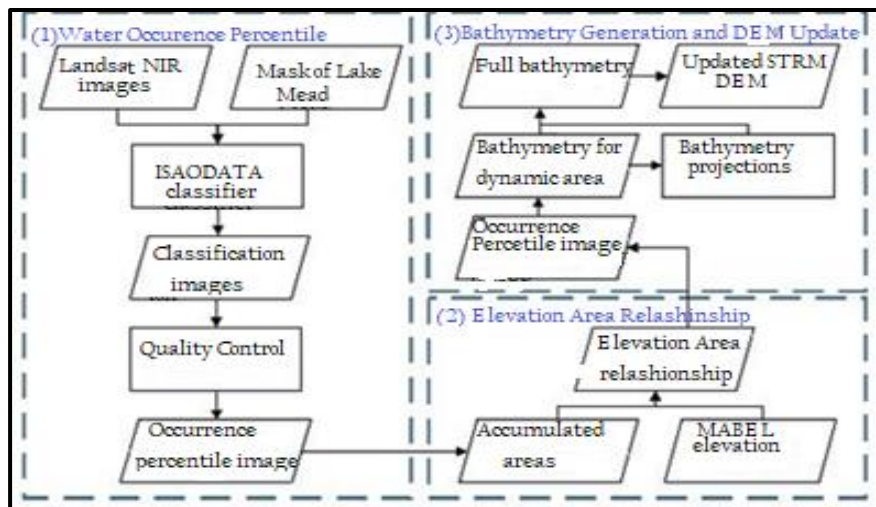 (1)Water Occurence Percentile
Landsat NIR
images
Mask of Lake
Mead
ISAODATA
classifier
Classification
images
Quality Control
Occurrence
percentile image
(3)Bathymetry Generation and DEM Update
Full bathymetry
Updated STRM
DEM
Bathymetry for
dynamic area
Bathymetry
projections
Occurrence
Percetile image
(2) Elevation Area Relashinship
Elevation Area
relashionship
Accumulated
areas
MABEL
elevation